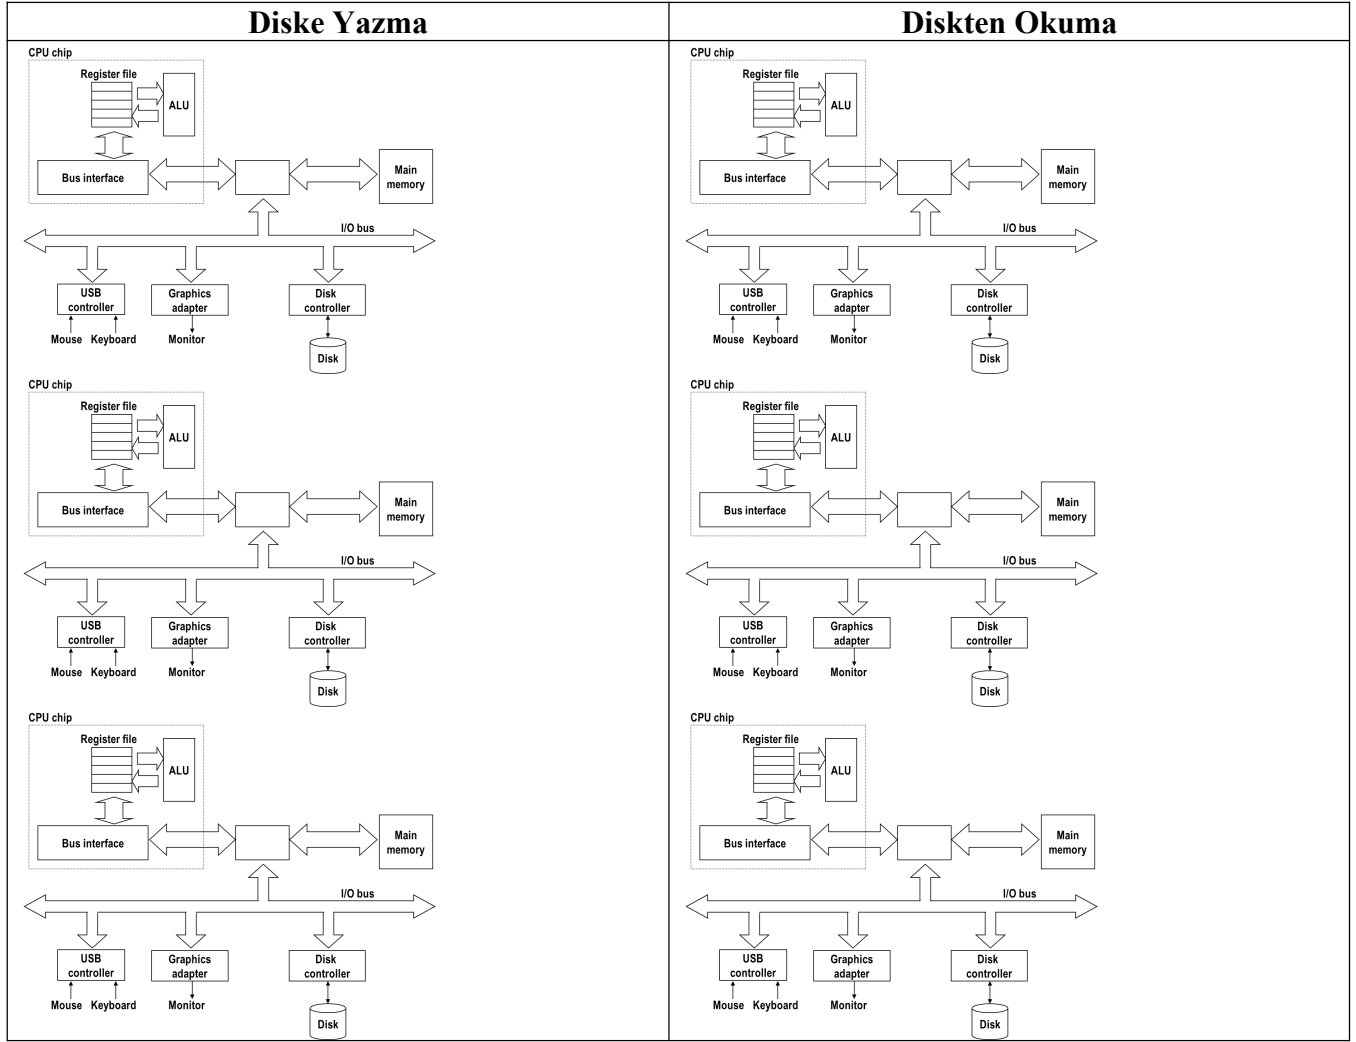 Diske Yazma
Diskten Okuma
CPU chip
Register file
ALU
Bus interface
Main
memory
I/O bus
USB
controller
Graphics
adapter
Disk
controller
Mouse Keyboard
Monitor
Disk
CPU chip
Register file
ALU
Bus interface
Main
memory
I/O bus
USB
controller
Graphics
adapter
Disk
controller
Mouse Keyboard
Monitor
Disk
CPU chip
Register file
ALU
Bus interface
Main
memory
I/O bus
USB
controller
Graphics
adapter
Disk
controller
Mouse Keyboard
Monitor
Disk
CPU chip
Register file
ALU
Bus interface
Main
memory
I/O bus
USB
controller
Graphics
adapter
Disk
controller
Mouse Keyboard
Monitor
Disk
CPU chip
Register file
ALU
Bus interface
Main
memory
I/O bus
USB
controller
Graphics
adapter
Disk
controller
Mouse Keyboard
Monitor
Disk
CPU chip
Register file
ALU
Bus interface
Main
memory
I/O bus
USB
controller
Graphics
adapter
Disk
controller
Mouse Keyboard
Monitor
Disk